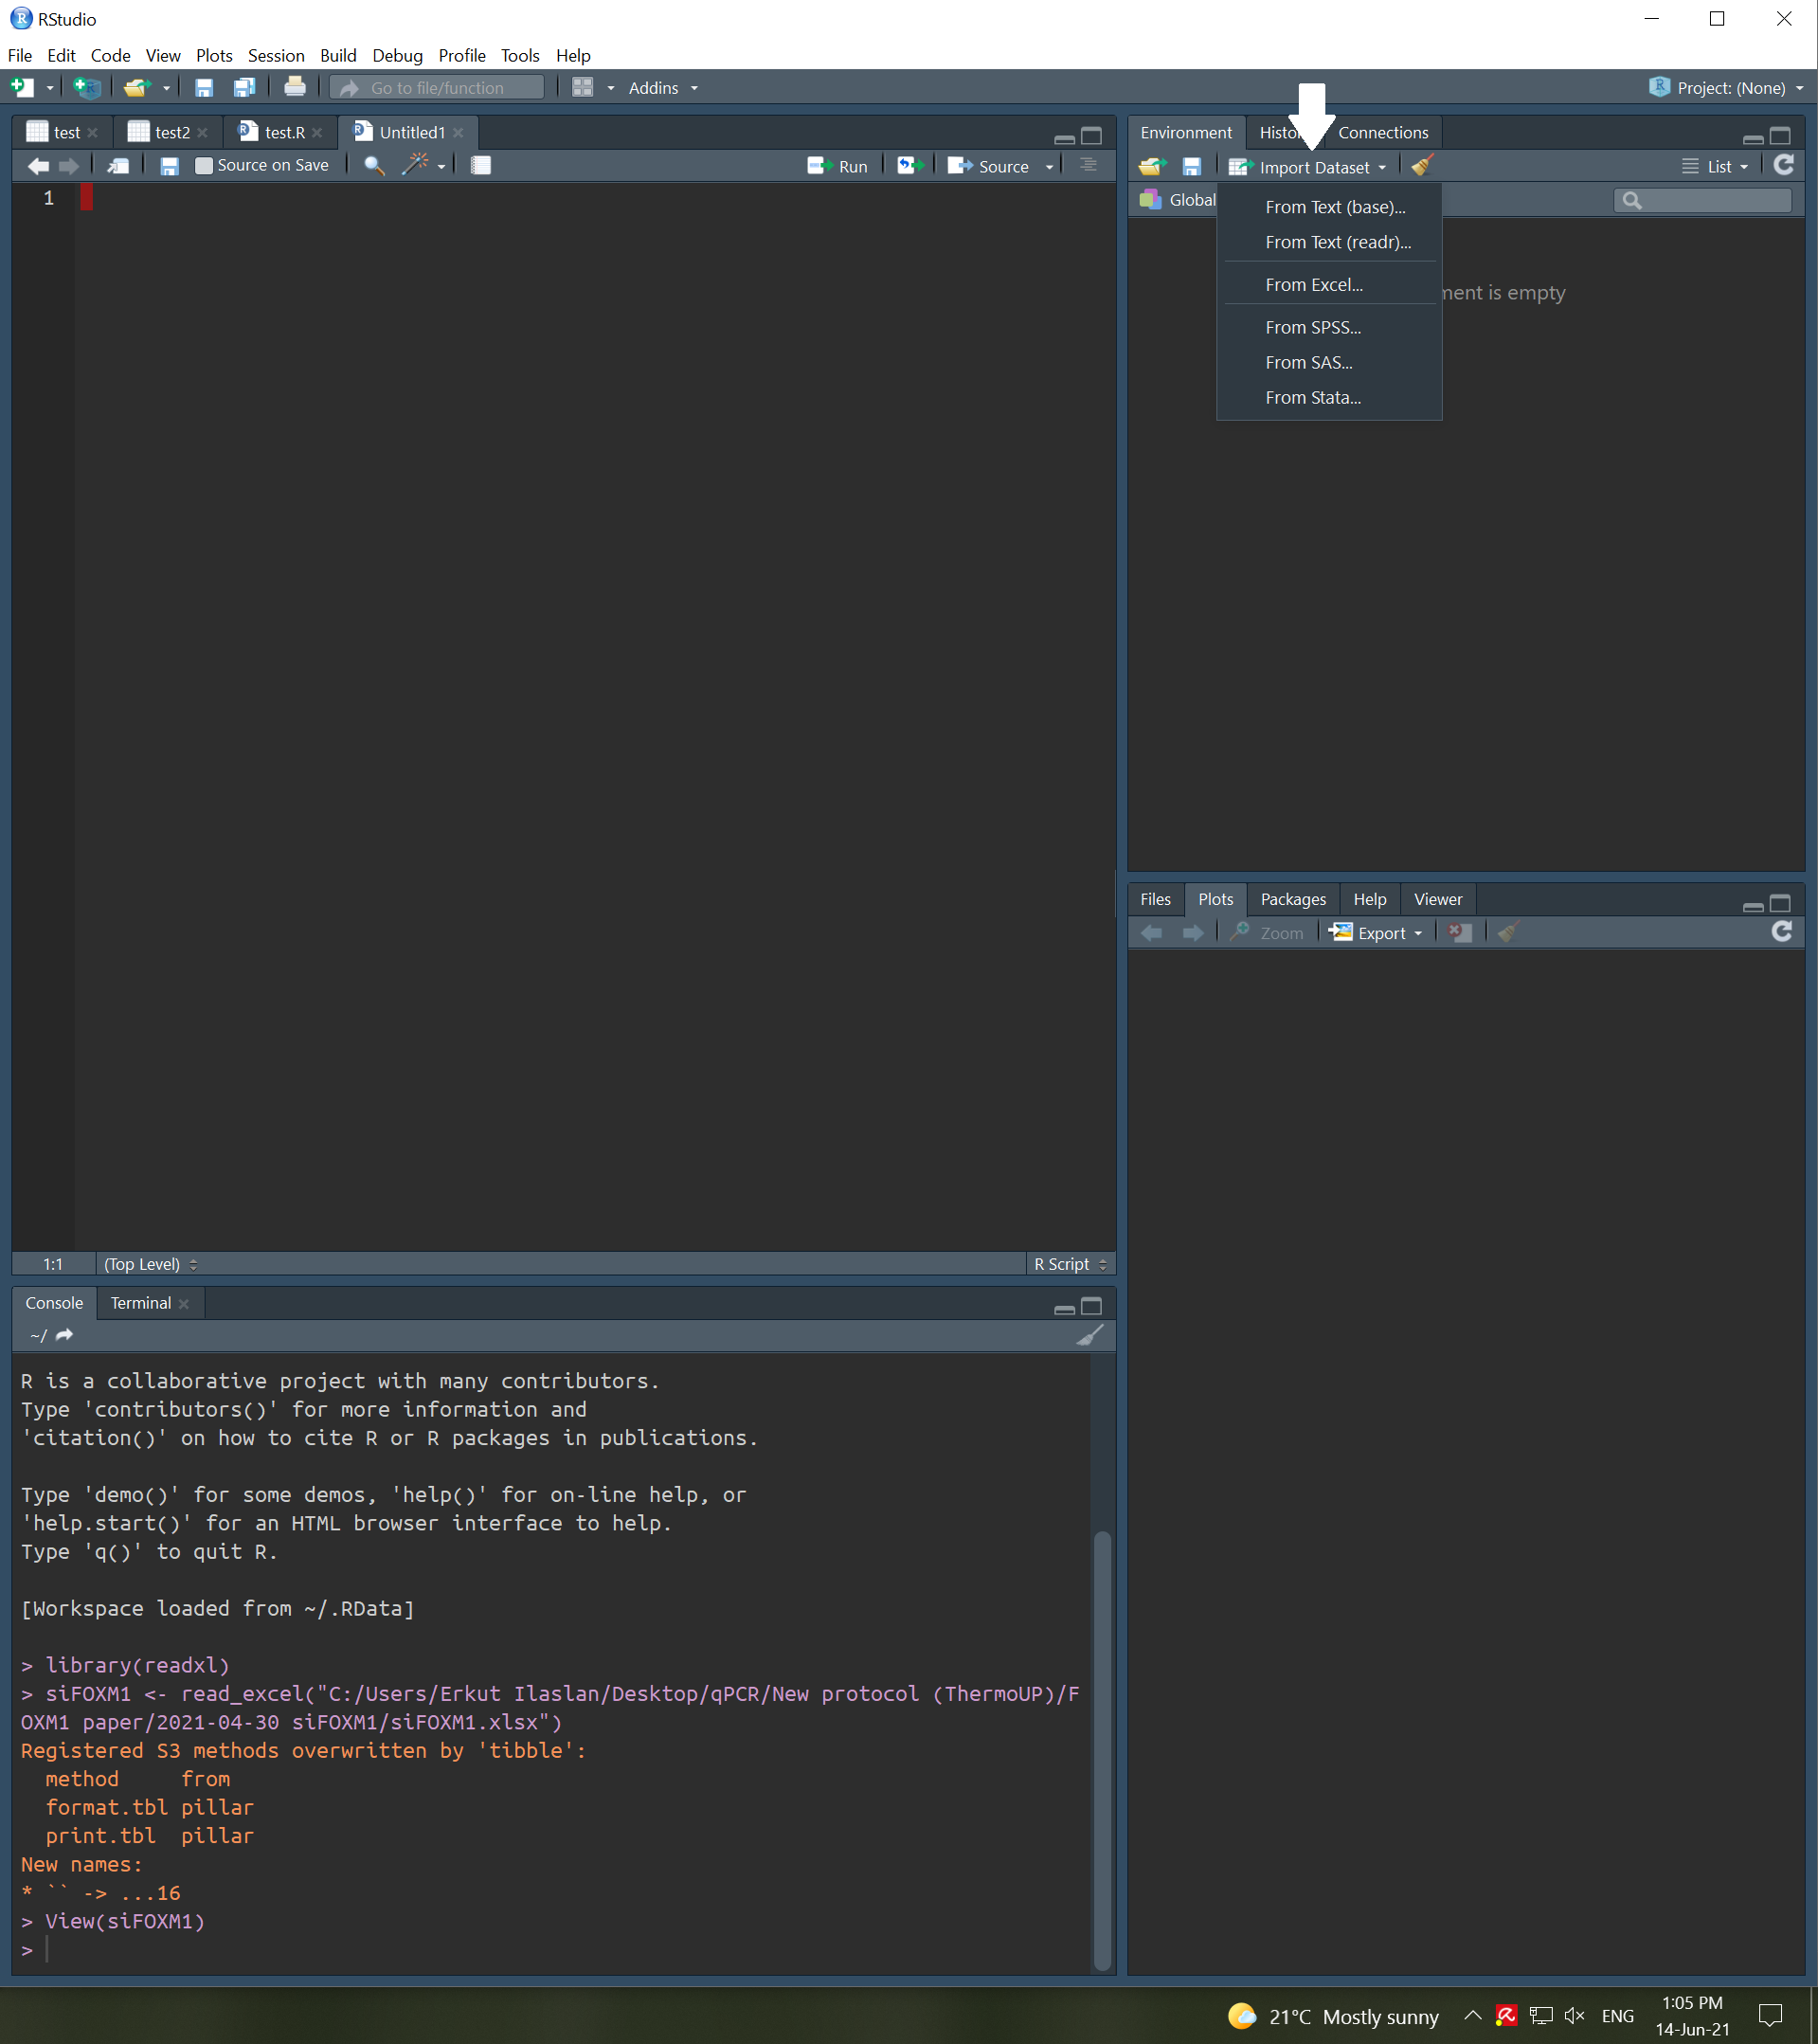 RStudio
File Edit Code View Plots Session Build Debug Profile Tools Help
Go to file/function Addins Project: (None)
test test2 test.R Untitled1
Source on Save Run Source
1
1:1 (Top Level) R Script
Environment Connections
Import Dataset List
Global
From Text (base)...
From Text (readr)...
From Excel...
From SPSS...
From SAS...
From Stata...
is empty
Files Plots Packages Help Viewer
Zoom Export
Console Terminal
~/
R is a collaborative project with many contributors.
Type 'contributors()' for more information and
'citation()' on how to cite R or R packages in publications.
Type 'demo()' for some demos, 'help()' for on-line help, or
'help.start()' for an HTML browser interface to help.
Type 'q()' to quit R.
[Workspace loaded from ~/.RData]
> library(readxl)
> siFOXM1 <- read_excel("C:/Users/Erkut Ilaslan/Desktop/qPCR/New protocol (ThermoUP)/F
OXM1 paper/2021-04-30 siFOXM1/siFOXM1.xlsx")
Registered S3 methods overwritten by 'tibble':
method from
format.tbl pillar
print.tbl pillar
New names:
* `` -> ...16
> View(siFOXM1)
>
21°C Mostly sunny ENG 1:05 PM
14-Jun-21